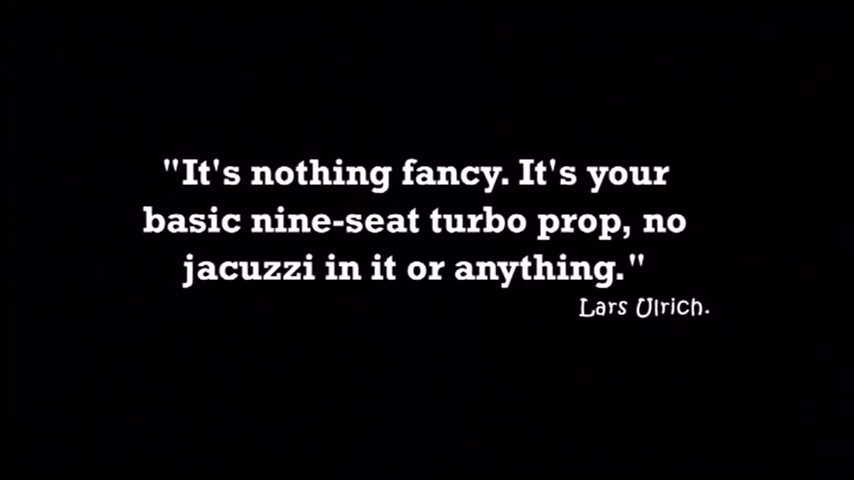 "It's nothing fancy. It's your
basic nine-seat turbo prop, no
jacuzzi in it or anything."
Lars Ulrich.